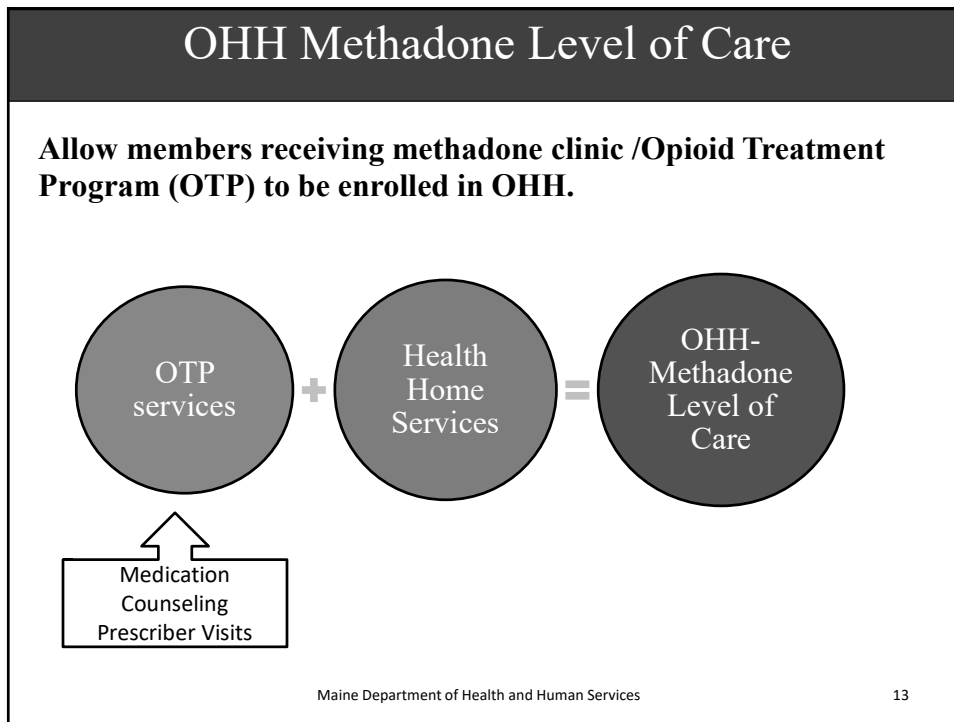 OHH Methadone Level of Care
Allow members receiving methadone clinic /Opioid Treatment
Program (OTP) to be enrolled in OHH.
OTP
services
+
Health
Home
Services
=
OHH-
Methadone
Level of
Care
Medication
Counseling
Prescriber Visits
Maine Department of Health and Human Services
13